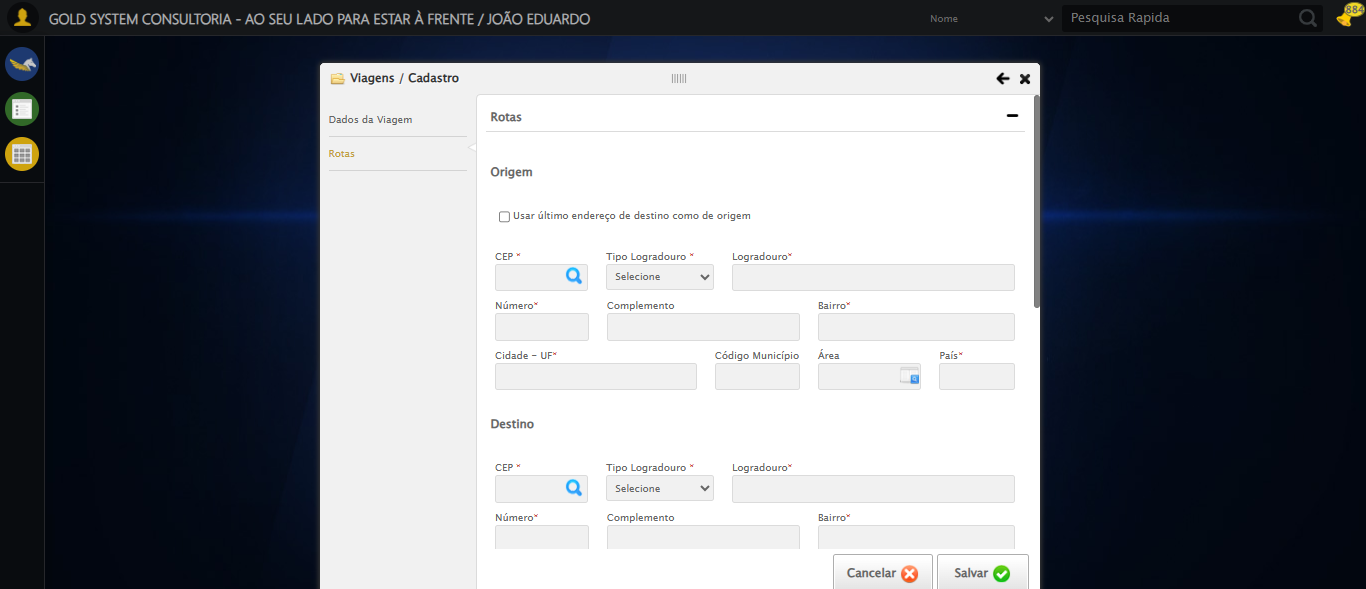 GOLD SYSTEM CONSULTORIA - AO SEU LADO PARA ESTAR À FRENTE / JOÃO EDUARDO
Nome
Pesquisa Rapida
884
Viagens / Cadastro
Dados da Viagem
Rotas
Rotas
Origem
Usar último endereço de destino como de origem
CEP * Tipo Logradouro * Logradouro*
Selecione
Número* Complemento Bairro*
Cidade - UF* Código Município Área País*
Destino
CEP * Tipo Logradouro * Logradouro*
Selecione
Número* Complemento Bairro*
Cancelar Salvar